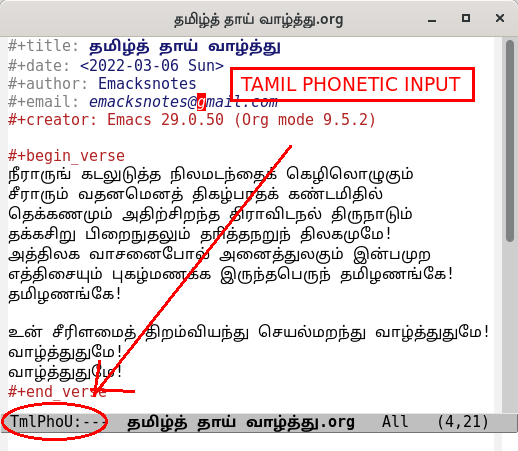 தமிழ்த் தாய் வாழ்த்து.org
#+title: தமிழ்த் தாய் வாழ்த்து
#+date: <2022-03-06 Sun>
#+author: Emacksnotes
TAMIL PHONETIC INPUT
#+email: emacksnotes@gmail.com
#+creator: Emacs 29.0.50 (Org mode 9.5.2)
#+begin_verse
நீராருங் கடலுடுத்த நிலமடந்தைக் கெழிலொழுகும்
சீராரும் வதனமெனத் திகழ்பரதக் கண்டமிதில்
தெக்கணமும் அதிற்சிறந்த திராவிடநல் திருநாடும்
தக்கசிறு பிறைநுதலும் தரித்தநறுந் திலகமுமே!
அத்திலக வாசனைபோல் அனைத்துலகும் இன்பமுற
எத்திசையும் புகழ்மணக்க இருந்தபெருந் தமிழணங்கே!
தமிழணங்கே!
உன் சீரிளமைத் திறம்வியந்து செயல்மறந்து வாழ்த்துதுமே!
வாழ்த்துதுமே!
வாழ்த்துதுமே!
#+end_verse
TmlPhoU:--- தமிழ்த் தாய் வாழ்த்து.org All (4,21)